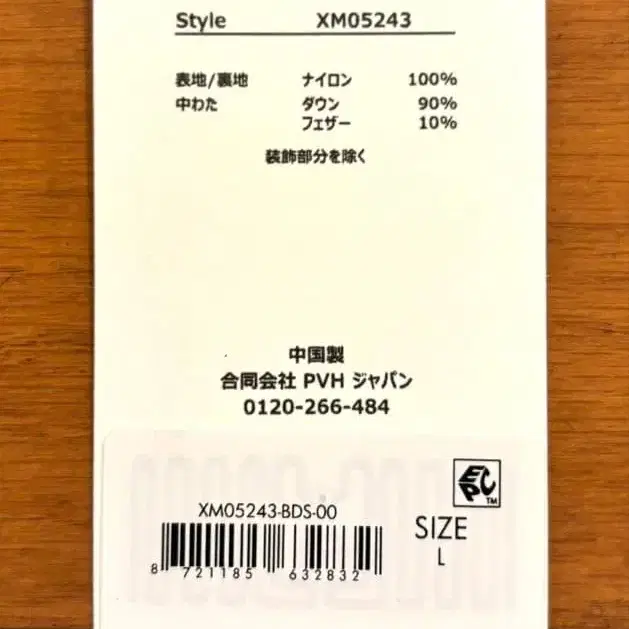 Style XM05243
表地/裏地 ナイロン 100%
中わた ダウン 90%
フェザー 10%
装飾部分を除く
中国製
合同会社 PVH ジャパン
0120-266-484
EPC TM
XM05243-BDS-00
SIZE
L
8 721185 632832